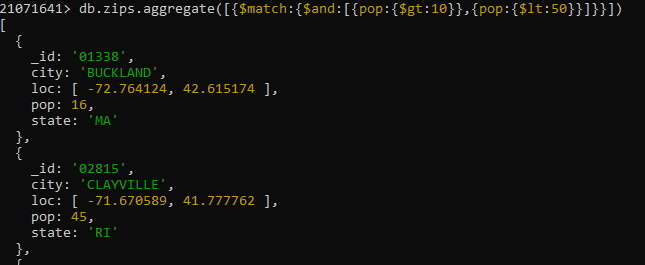 21071641> db.zips.aggregate([{$match:{$and:[{pop:{$gt:10}},{pop:{$lt:50}}]}}])
[
  {
    _id: '01338',
    city: 'BUCKLAND',
    loc: [ -72.764124, 42.615174 ],
    pop: 16,
    state: 'MA'
  },
  {
    _id: '02815',
    city: 'CLAYVILLE',
    loc: [ -71.670589, 41.777762 ],
    pop: 45,
    state: 'RI'
  },
  {